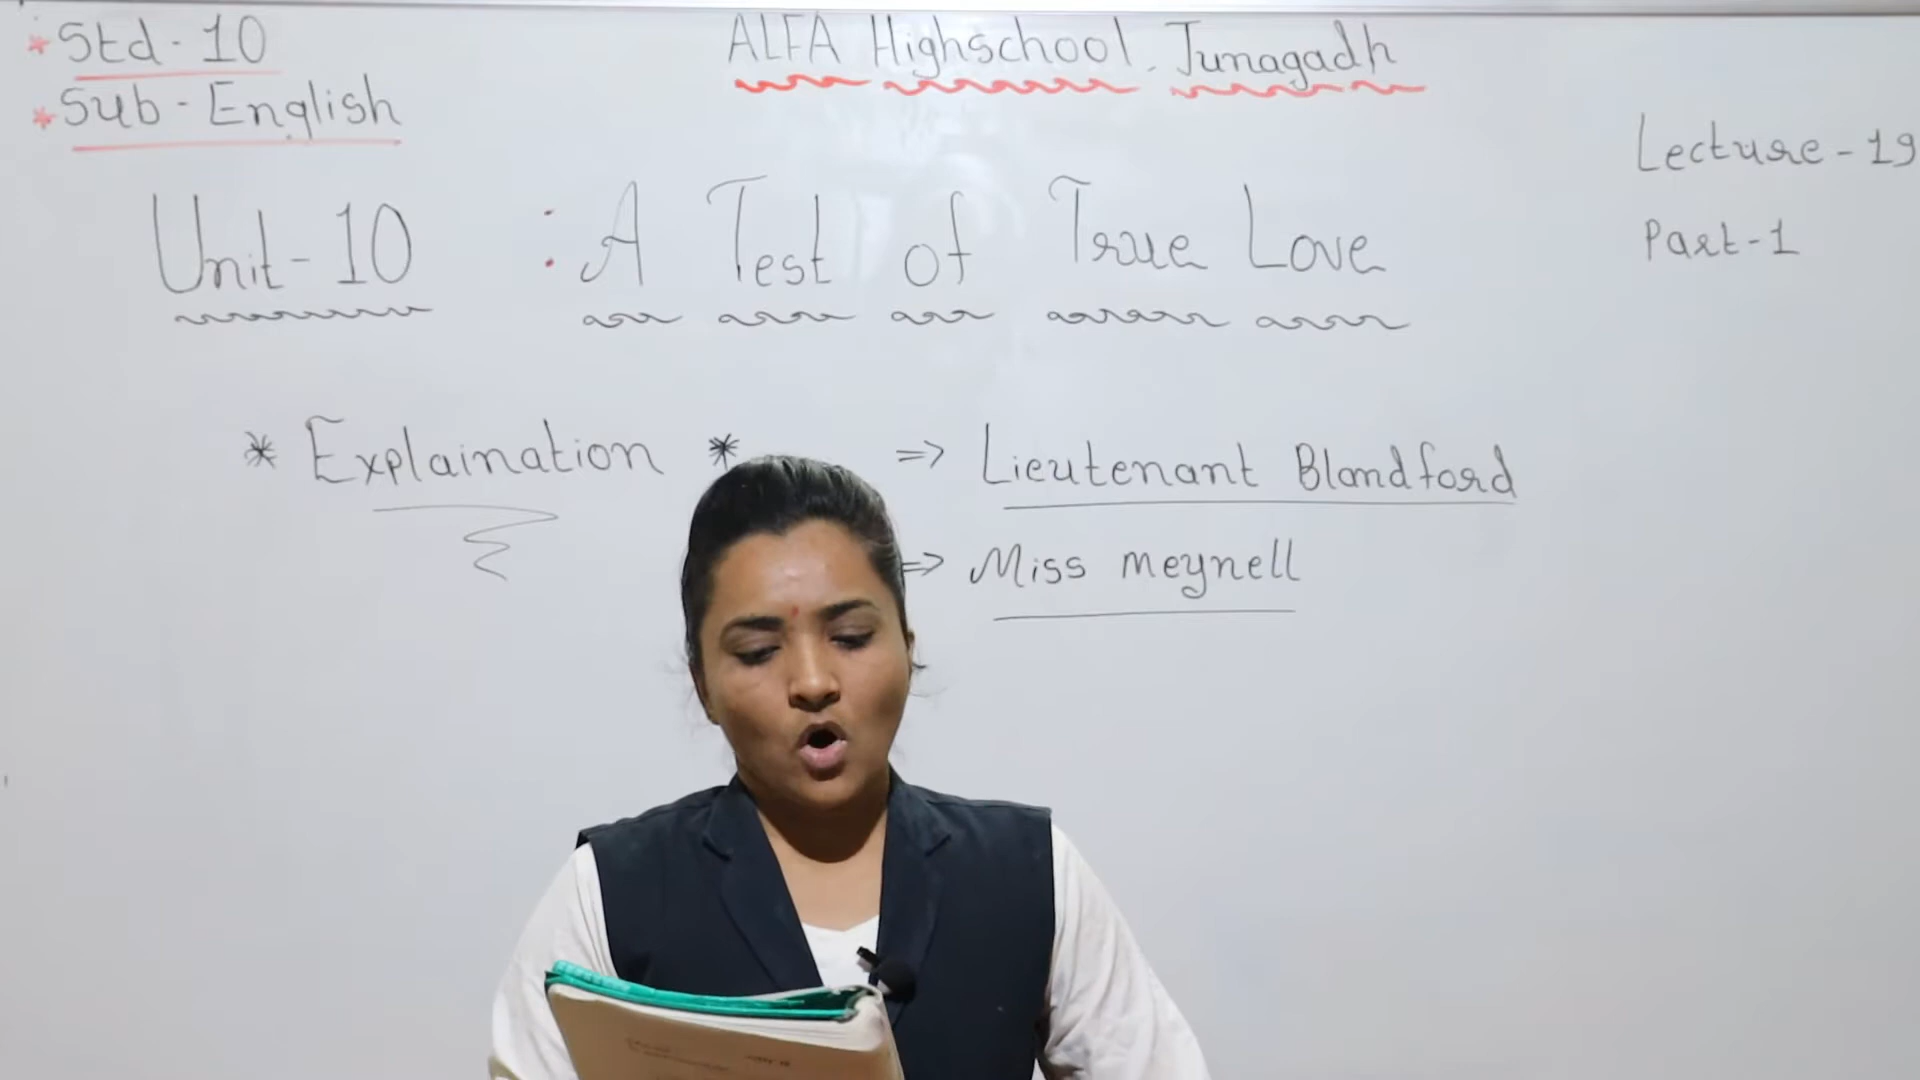 * Std - 10
ALFA Highschool, Junagadh
* Sub - English
Lecture - 19
Unit - 10 : A Test of True Love
Part - 1
* Explaination *
=> Lieutenant Blandford
=> Miss Meynell